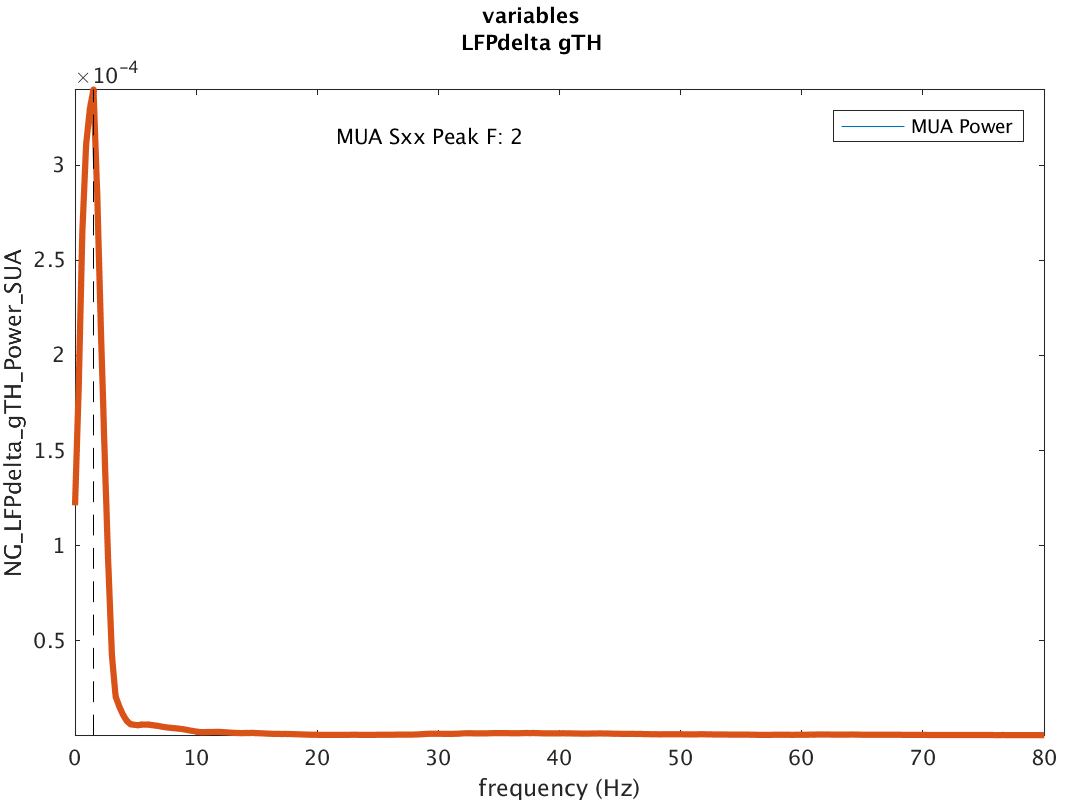 variables
LFPdelta gTH
×10⁻⁴
MUA Sxx Peak F: 2
MUA Power
3
2.5
2
1.5
1
0.5
NG_LFPdelta_gTH_Power_SUA
0 10 20 30 40 50 60 70 80
frequency (Hz)